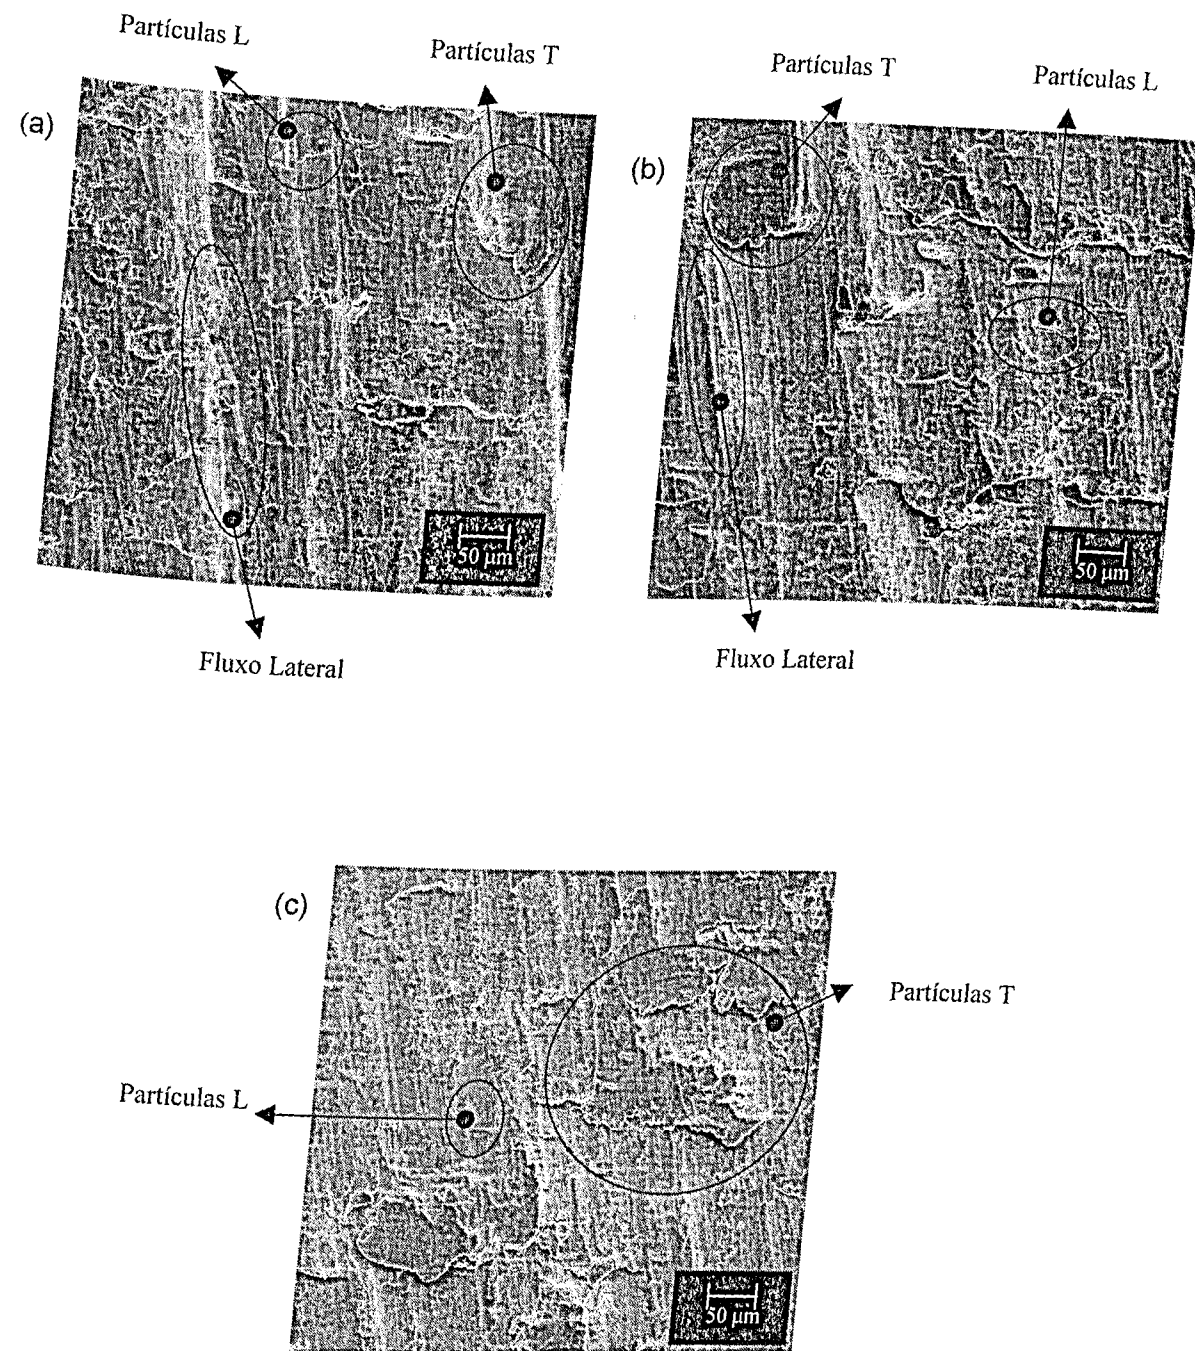 Partículas L
Partículas T
(a)
50 µm
Fluxo Lateral
Partículas T
Partículas L
(b)
50 µm
Fluxo Lateral
(c)
Partículas T
Partículas L
50 µm